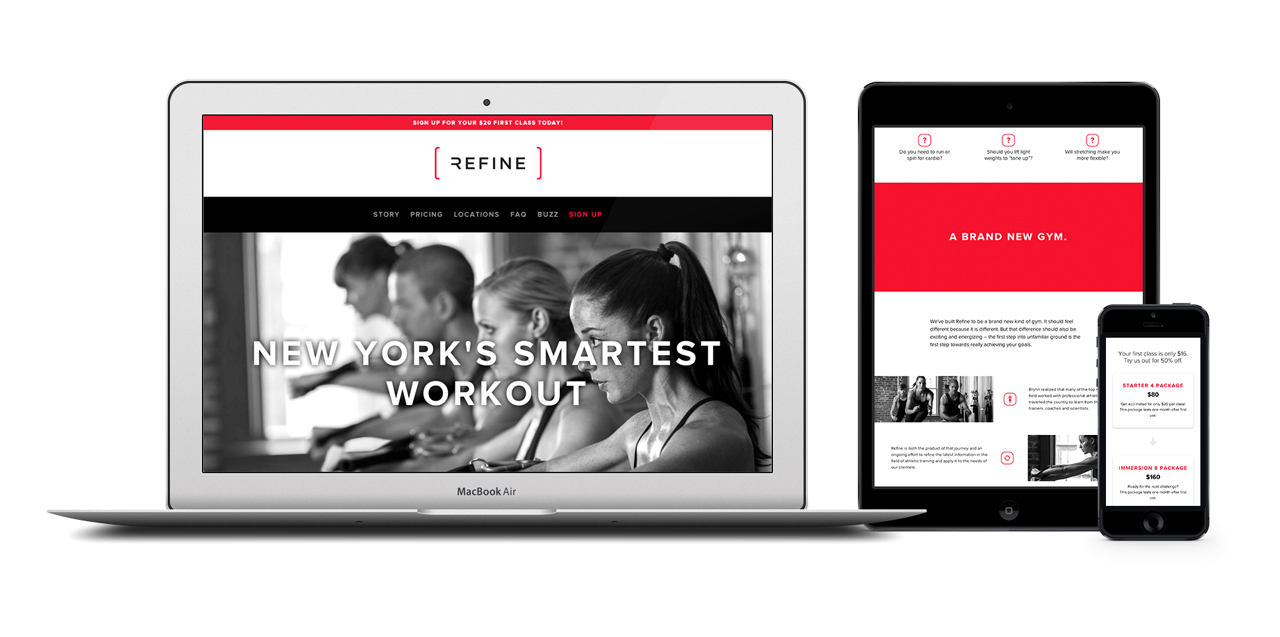 SIGN UP FOR YOUR $20 FIRST CLASS TODAY!
REFINE
STORY PRICING LOCATIONS FAQ BUZZ SIGN UP
NEW YORK'S SMARTEST
WORKOUT
MacBook Air
?
?
?
Do you need to run or
spin for cardio?
Should you lift light
weights to "tone up"?
Will stretching make you
more flexible?
A BRAND NEW GYM.
We've built Refine to be a brand new kind of gym. It should feel
different because it is different. But that difference should also be
exciting and energizing – the first step into unfamiliar ground is the
first step towards really achieving your goals.
Brynn realized that many of the top
field worked with professional athle
travelled the country to learn from th
trainers, coaches and scientists.
Refine is both the product of that journey and an
ongoing effort to refine the latest information in the
field of athletic training and apply it to the needs of
our clientele.
Your first class is only $16.
Try us out for 50% off.
STARTER 4 PACKAGE
$80
Get acclimated for only $20 per class!
This package lasts one month after first
use.
IMMERSION 8 PACKAGE
$160
Ready for the next challenge?
This package lasts one month after first
use.